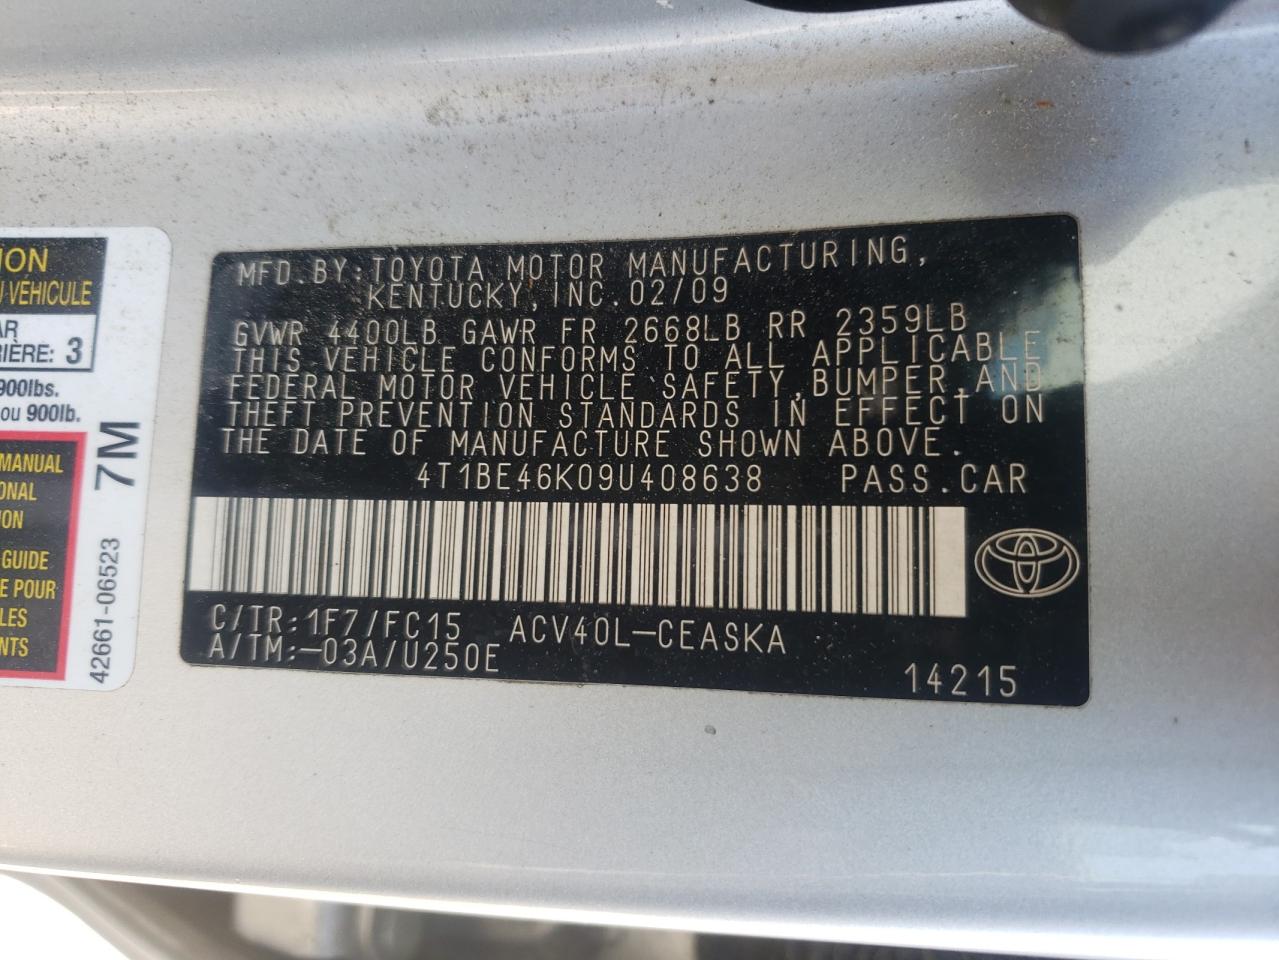 MFD.BY:TOYOTA MOTOR MANUFACTURING,
KENTUCKY,INC.02/09
GVWR 4400LB GAWR FR 2668LB RR 2359LB
THIS VEHICLE CONFORMS TO ALL APPLICABLE
FEDERAL MOTOR VEHICLE SAFETY,BUMPER,AND
THEFT PREVENTION STANDARDS IN EFFECT ON
THE DATE OF MANUFACTURE SHOWN ABOVE.
4T1BE46K09U408638 PASS.CAR
C/TR:1F7/FC15 ACV40L-CEASKA
A/TM:-03A/U250E
14215
ION
VEHICULE
AR
IÈRE: 3
900lbs.
ou 900lb.
MANUAL
ONAL
ION
GUIDE
E POUR
LES
NTS
7M
42661-06523